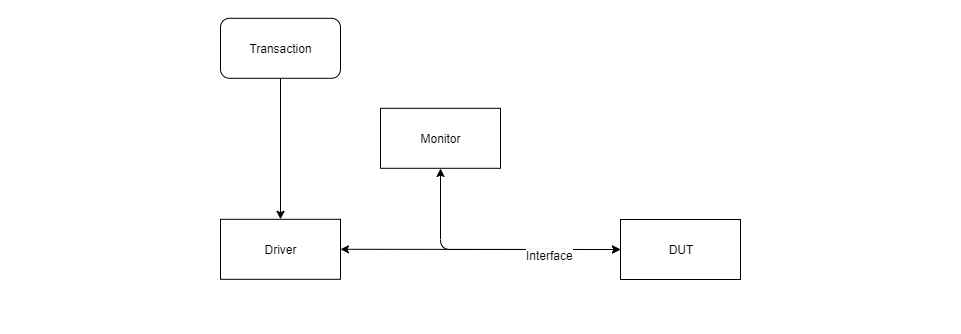 Transaction
Monitor
Driver
Interface
DUT